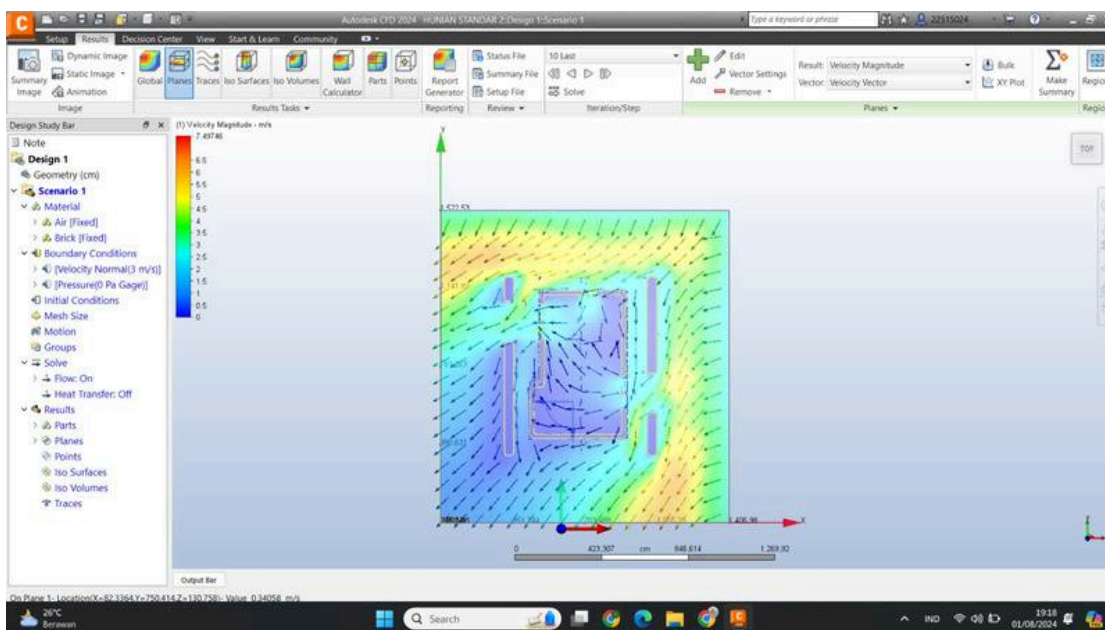 C
Autodesk CFD 2024 HUNIAN STANDAR 2:Design 1:Scenario 1
Type a keyword or phrase
22515024
Setup Results Decision Center View Start & Learn Community
Dynamic Image
Static Image
Animation
Summary Image
Global Planes Traces Iso Surfaces Iso Volumes Wall Calculator Parts Points
Report Generator
Status File
Summary File
Setup File
10 Last
Solve
Add
Edit
Vector Settings
Remove
Result: Velocity Magnitude
Vector: Velocity Vector
Bulk
XY Plot
Make Summary
Region
Image Results Tasks Reporting Review Iteration/Step Planes Regio
Design Study Bar
Note
Design 1
Geometry (cm)
Scenario 1
Material
Air [Fixed]
Brick [Fixed]
Boundary Conditions
[Velocity Normal(3 m/s)]
[Pressure(0 Pa Gage)]
Initial Conditions
Mesh Size
Motion
Groups
Solve
Flow: On
Heat Transfer: Off
Results
Parts
Planes
Points
Iso Surfaces
Iso Volumes
Traces
(1) Velocity Magnitude - m/s
7.49746
6.5
6
5.5
5
4.5
4
3.5
3
2.5
2
1.5
1
0.5
0
Y
1,522.53
X
TOP
0 423.307 cm 846.614 1.269.92
Output Bar
On Plane 1- Location(X=82.3364,Y=750.414,Z=130.758)- Value 0.34058 m/s
26°C
Berawan
Search
IND
19:18
01/08/2024